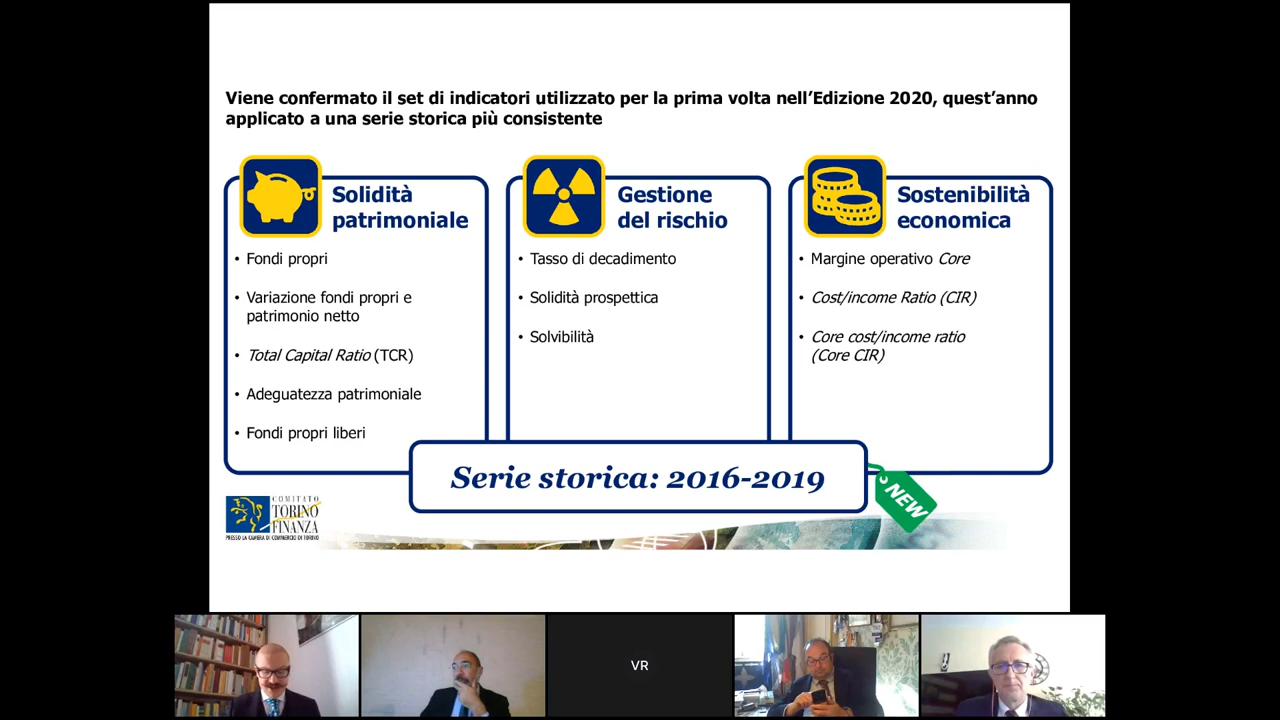 Viene confermato il set di indicatori utilizzato per la prima volta nell'Edizione 2020, quest'anno
applicato a una serie storica più consistente
Solidità
patrimoniale
• Fondi propri
• Variazione fondi propri e
patrimonio netto
• Total Capital Ratio (TCR)
• Adeguatezza patrimoniale
• Fondi propri liberi
Gestione
del rischio
• Tasso di decadimento
• Solidità prospettica
• Solvibilità
Sostenibilità
economica
• Margine operativo Core
• Cost/income Ratio (CIR)
• Core cost/income ratio
(Core CIR)
Serie storica: 2016-2019
NEW
COMITATO
TORINO
FINANZA
PRESSO LA CAMERA DI COMMERCIO DI TORINO
VR